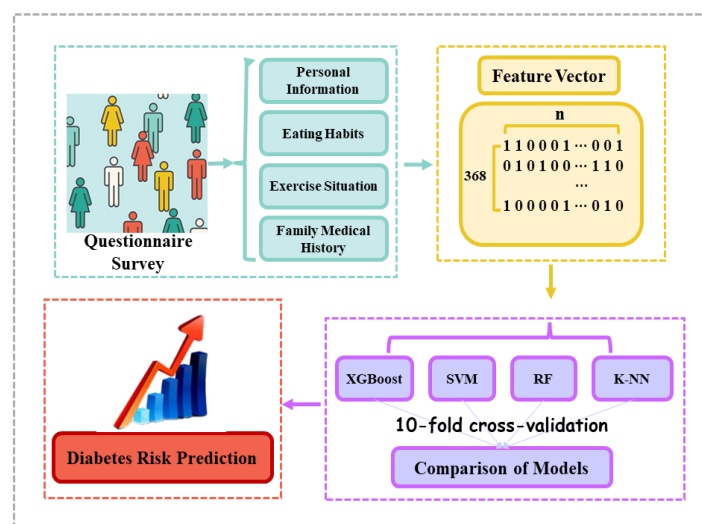 Questionnaire
Survey
Personal
Information
Eating Habits
Exercise Situation
Family Medical
History
Feature Vector
n
368
1 1 0 0 0 1 ··· 0 0 1
0 1 0 1 0 0 ··· 1 1 0
···
1 0 0 0 0 1 ··· 0 1 0
XGBoost
SVM
RF
K-NN
10-fold cross-validation
Comparison of Models
Diabetes Risk Prediction